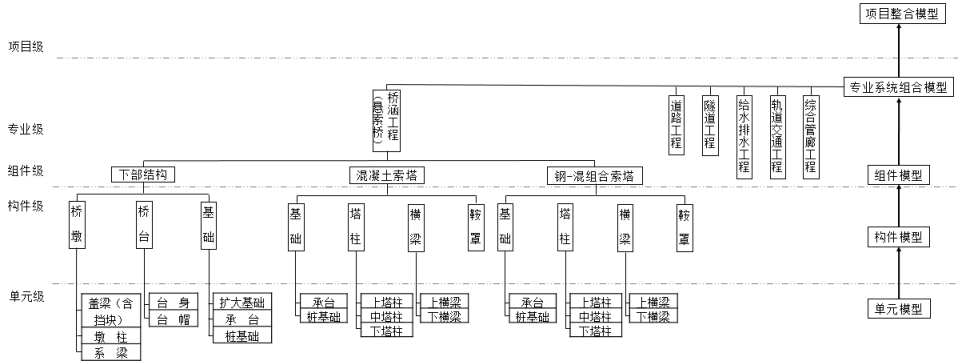 项目整合模型
项目级
专业系统组合模型
桥涵工程
（悬索桥）
道路工程
隧道工程
给水排水工程
轨道交通工程
综合管廊工程
专业级
组件级
下部结构
混凝土索塔
钢-混组合索塔
组件模型
构件级
桥墩
桥台
基础
基础
塔柱
横梁
鞍罩
基础
塔柱
横梁
鞍罩
构件模型
单元级
盖梁（含
挡块）
墩 柱
系 梁
台 身
台 帽
扩大基础
承 台
桩基础
承台
桩基础
上塔柱
中塔柱
下塔柱
上横梁
下横梁
承台
桩基础
上塔柱
中塔柱
下塔柱
上横梁
下横梁
单元模型